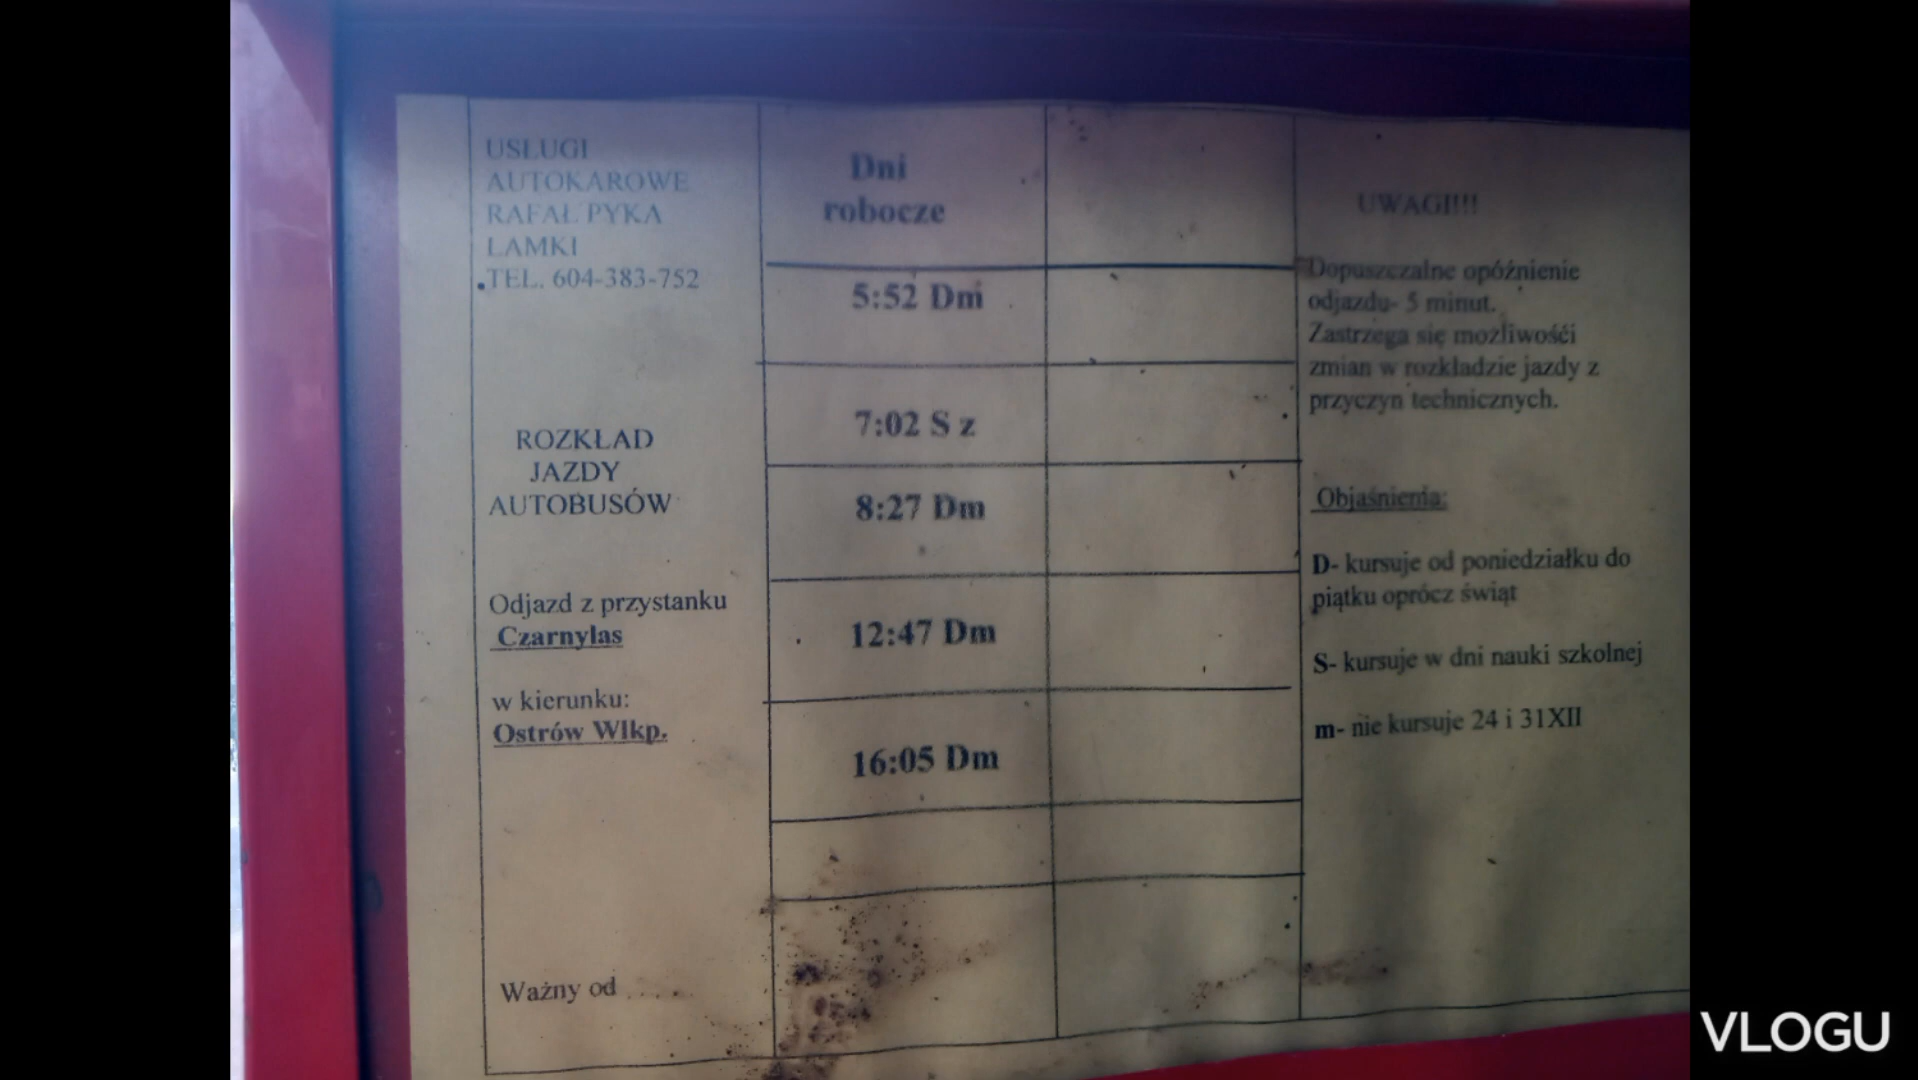 USŁUGI
AUTOKAROWE
RAFAŁ PYKA
LAMKI
TEL. 604-383-752
ROZKŁAD
JAZDY
AUTOBUSÓW
Odjazd z przystanku
Czarnylas
w kierunku:
Ostrów Wlkp.
Ważny od .....
Dni
robocze
5:52 Dm
7:02 S z
8:27 Dm
12:47 Dm
16:05 Dm
UWAGI!!!
Dopuszczalne opóźnienie
odjazdu- 5 minut.
Zastrzega się możliwośći
zmian w rozkładzie jazdy z
przyczyn technicznych.
Objaśnienia:
D- kursuje od poniedziałku do
piątku oprócz świąt
S- kursuje w dni nauki szkolnej
m- nie kursuje 24 i 31XII
VLOGU